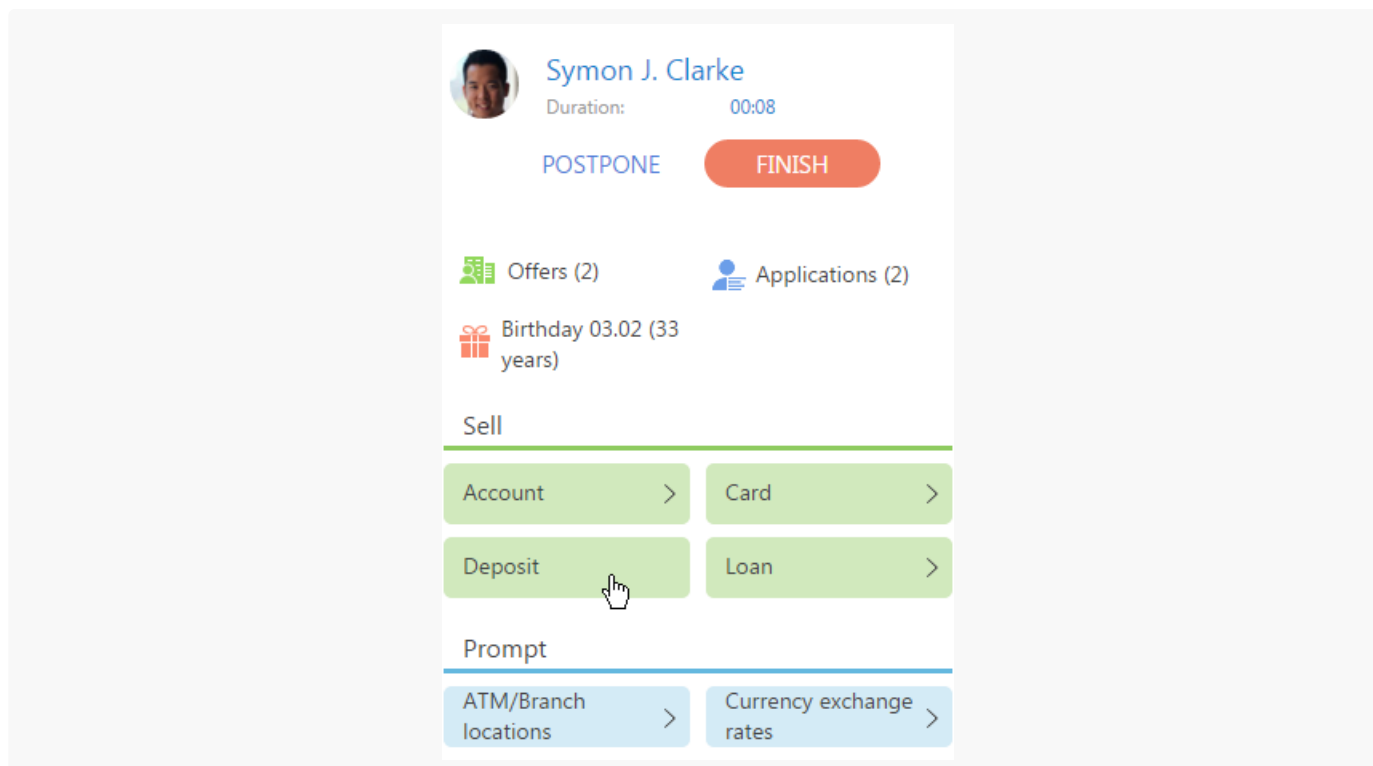 Symon J. Clarke
Duration: 00:08
POSTPONE FINISH
Offers (2) Applications (2)
Birthday 03.02 (33
years)
Sell
Account Card
Deposit Loan
Prompt
ATM/Branch
locations
Currency exchange
rates